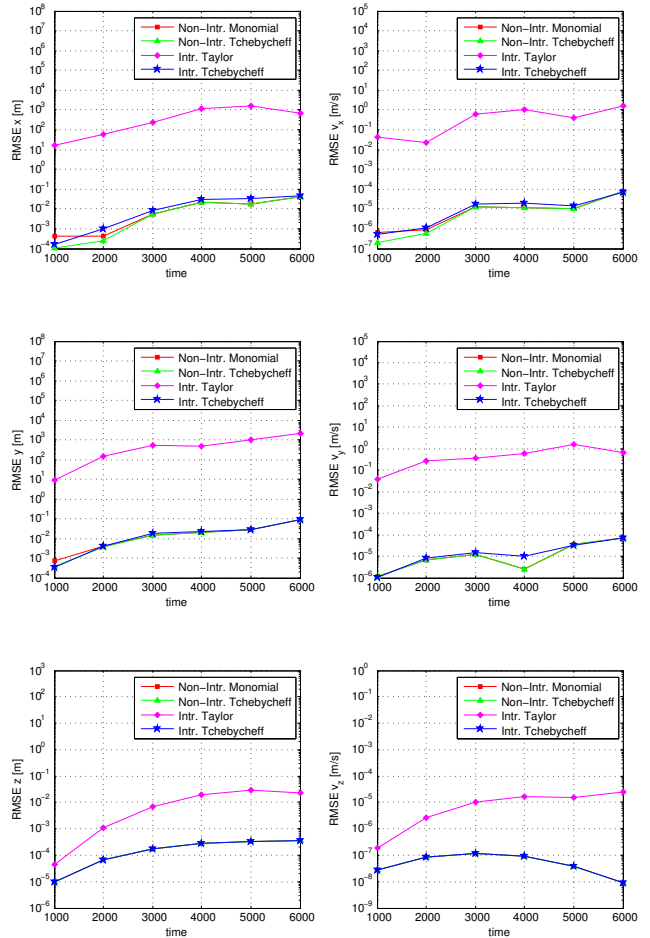 10^8
10^7
10^6
10^5
10^4
10^3
10^2
10^1
10^0
10^−1
10^−2
10^−3
10^−4
RMSE x [m]
Non−Intr. Monomial
Non−Intr. Tchebycheff
Intr. Taylor
Intr. Tchebycheff
1000 2000 3000 4000 5000 6000
time
10^5
10^4
10^3
10^2
10^1
10^0
10^−1
10^−2
10^−3
10^−4
10^−5
10^−6
10^−7
RMSE v_x [m/s]
Non−Intr. Monomial
Non−Intr. Tchebycheff
Intr. Taylor
Intr. Tchebycheff
1000 2000 3000 4000 5000 6000
time
10^8
10^7
10^6
10^5
10^4
10^3
10^2
10^1
10^0
10^−1
10^−2
10^−3
10^−4
RMSE y [m]
Non−Intr. Monomial
Non−Intr. Tchebycheff
Intr. Taylor
Intr. Tchebycheff
1000 2000 3000 4000 5000 6000
time
10^5
10^4
10^3
10^2
10^1
10^0
10^−1
10^−2
10^−3
10^−4
10^−5
10^−6
RMSE v_y [m/s]
Non−Intr. Monomial
Non−Intr. Tchebycheff
Intr. Taylor
Intr. Tchebycheff
1000 2000 3000 4000 5000 6000
time
10^3
10^2
10^1
10^0
10^−1
10^−2
10^−3
10^−4
10^−5
10^−6
RMSE z [m]
Non−Intr. Monomial
Non−Intr. Tchebycheff
Intr. Taylor
Intr. Tchebycheff
1000 2000 3000 4000 5000 6000
time
10^0
10^−1
10^−2
10^−3
10^−4
10^−5
10^−6
10^−7
10^−8
10^−9
RMSE v_z [m/s]
Non−Intr. Monomial
Non−Intr. Tchebycheff
Intr. Taylor
Intr. Tchebycheff
1000 2000 3000 4000 5000 6000
time